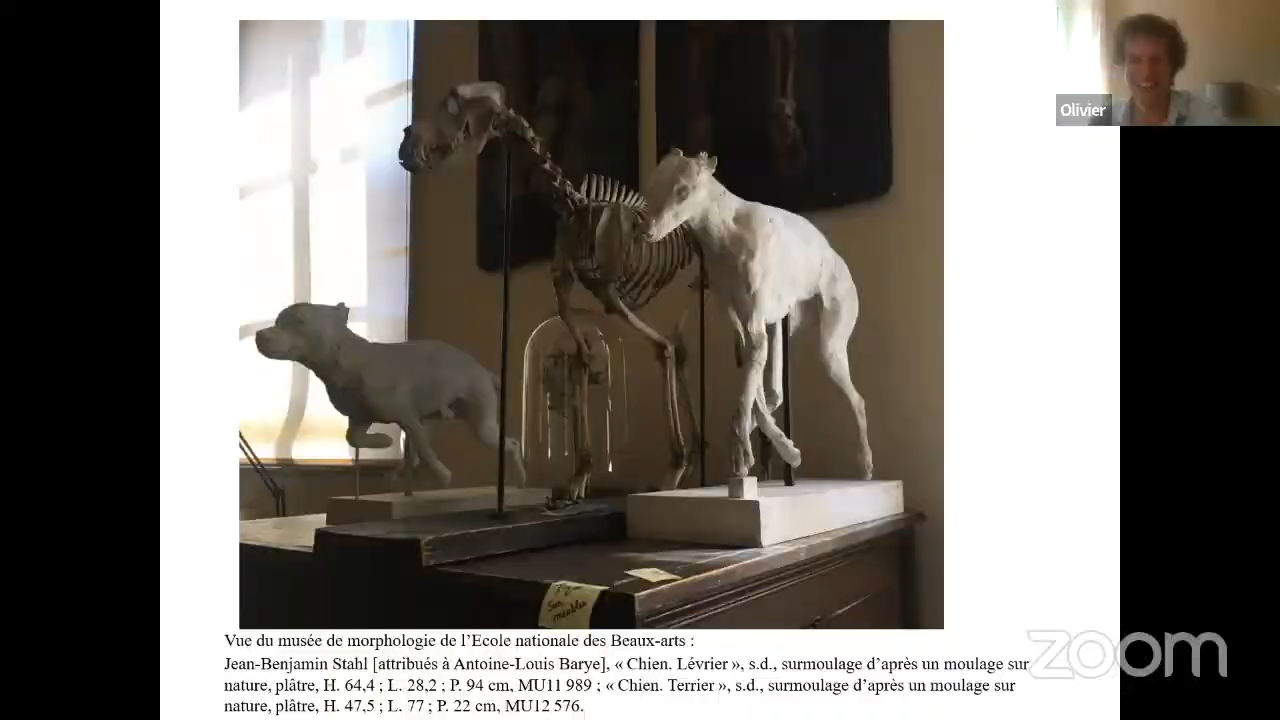 Olivier
Sur
meubles
Vue du musée de morphologie de l’Ecole nationale des Beaux-arts :
Jean-Benjamin Stahl [attribués à Antoine-Louis Barye], « Chien. Lévrier », s.d., surmoulage d’après un moulage sur
nature, plâtre, H. 64,4 ; L. 28,2 ; P. 94 cm, MU11 989 ; « Chien. Terrier », s.d., surmoulage d’après un moulage sur
nature, plâtre, H. 47,5 ; L. 77 ; P. 22 cm, MU12 576.
zoom